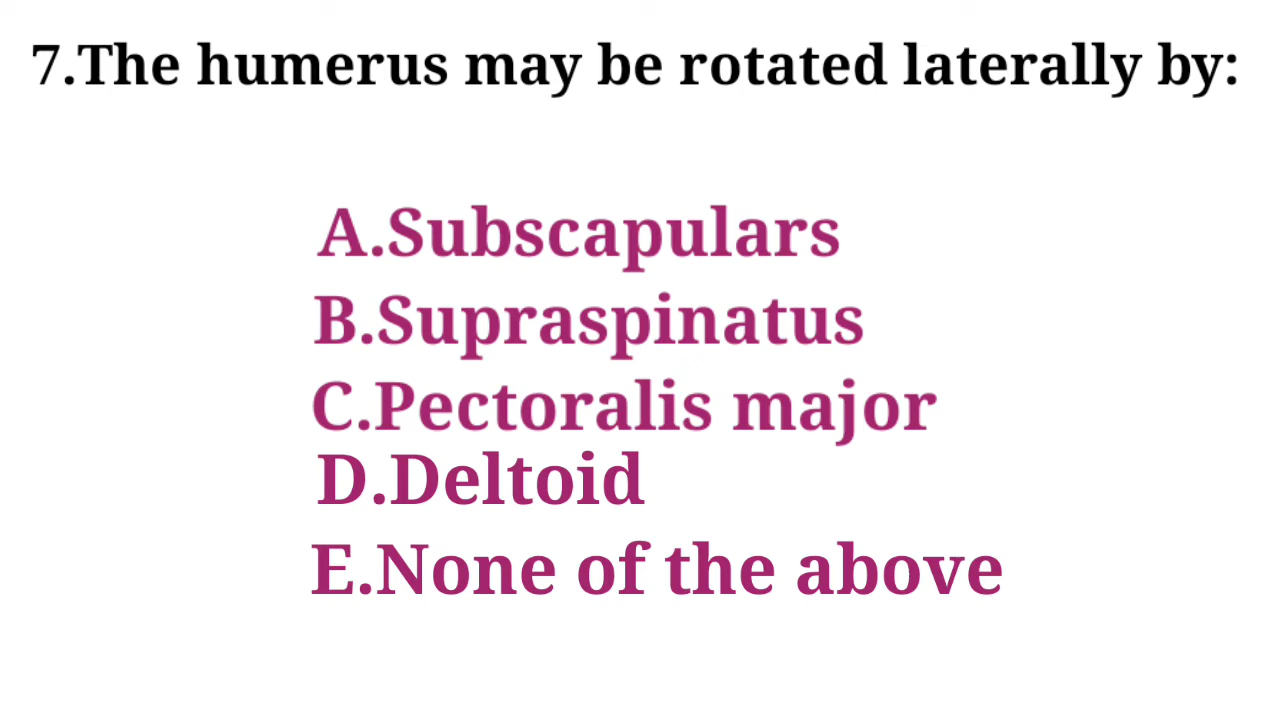 7.The humerus may be rotated laterally by:
A.Subscapulars
B.Supraspinatus
C.Pectoralis major
D.Deltoid
E.None of the above